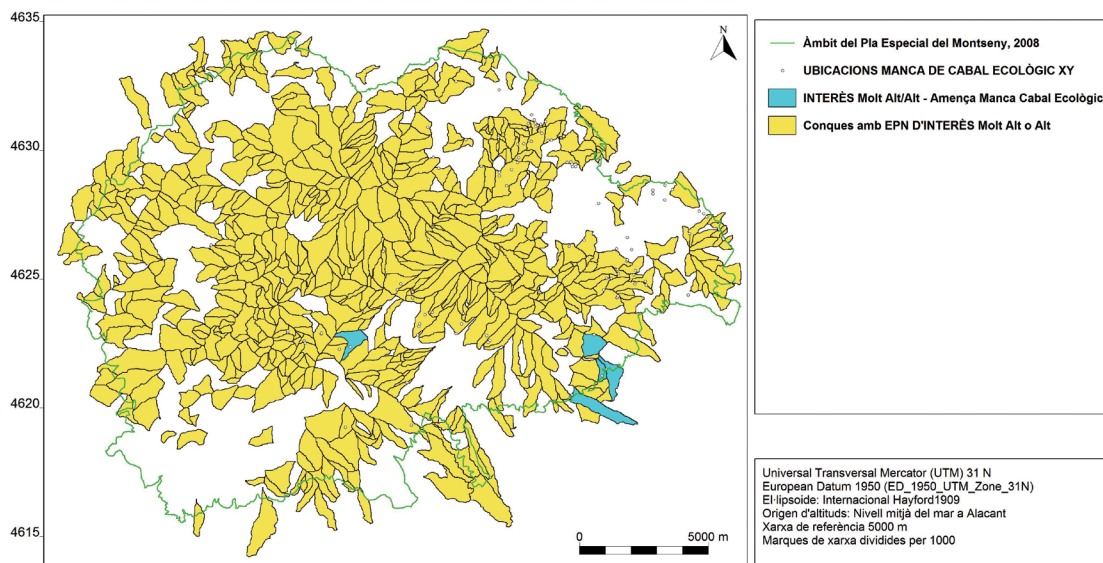 4635
4630
4625
4620
4615
N
0 5000 m
Àmbit del Pla Especial del Montseny, 2008
UBICACIONS MANCA DE CABAL ECOLÒGIC XY
INTERÈS Molt Alt/Alt - Amença Manca Cabal Ecològic
Conques amb EPN D'INTERÈS Molt Alt o Alt
Universal Transversal Mercator (UTM) 31 N
European Datum 1950 (ED_1950_UTM_Zone_31N)
El·lipsoide: Internacional Hayford1909
Origen d'altituds: Nivell mitjà del mar a Alacant
Xarxa de referència 5000 m
Marques de xarxa dividides per 1000